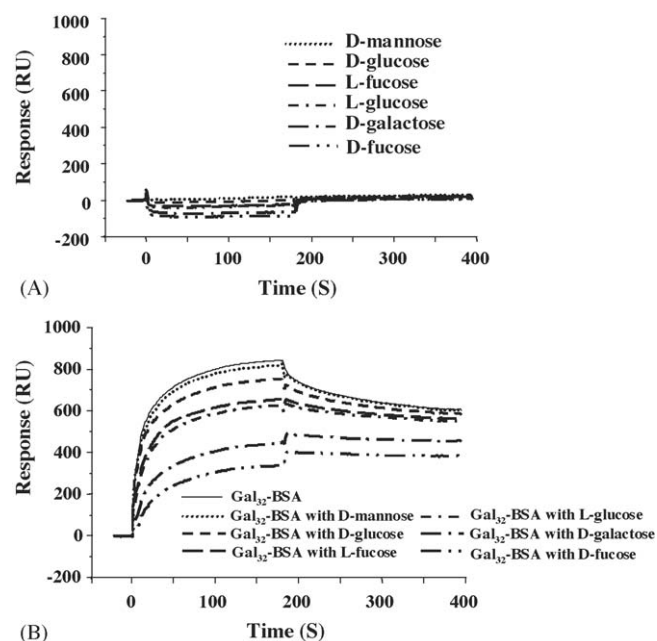 1000
800
600
400
200
0
-200
Response (RU)
D-mannose
D-glucose
L-fucose
L-glucose
D-galactose
D-fucose
0 100 200 300 400
(A)
Time (S)
1000
800
600
400
200
0
-200
Response (RU)
Gal₃₂-BSA
Gal₃₂-BSA with D-mannose
Gal₃₂-BSA with D-glucose
Gal₃₂-BSA with L-fucose
Gal₃₂-BSA with L-glucose
Gal₃₂-BSA with D-galactose
Gal₃₂-BSA with D-fucose
0 100 200 300 400
(B)
Time (S)